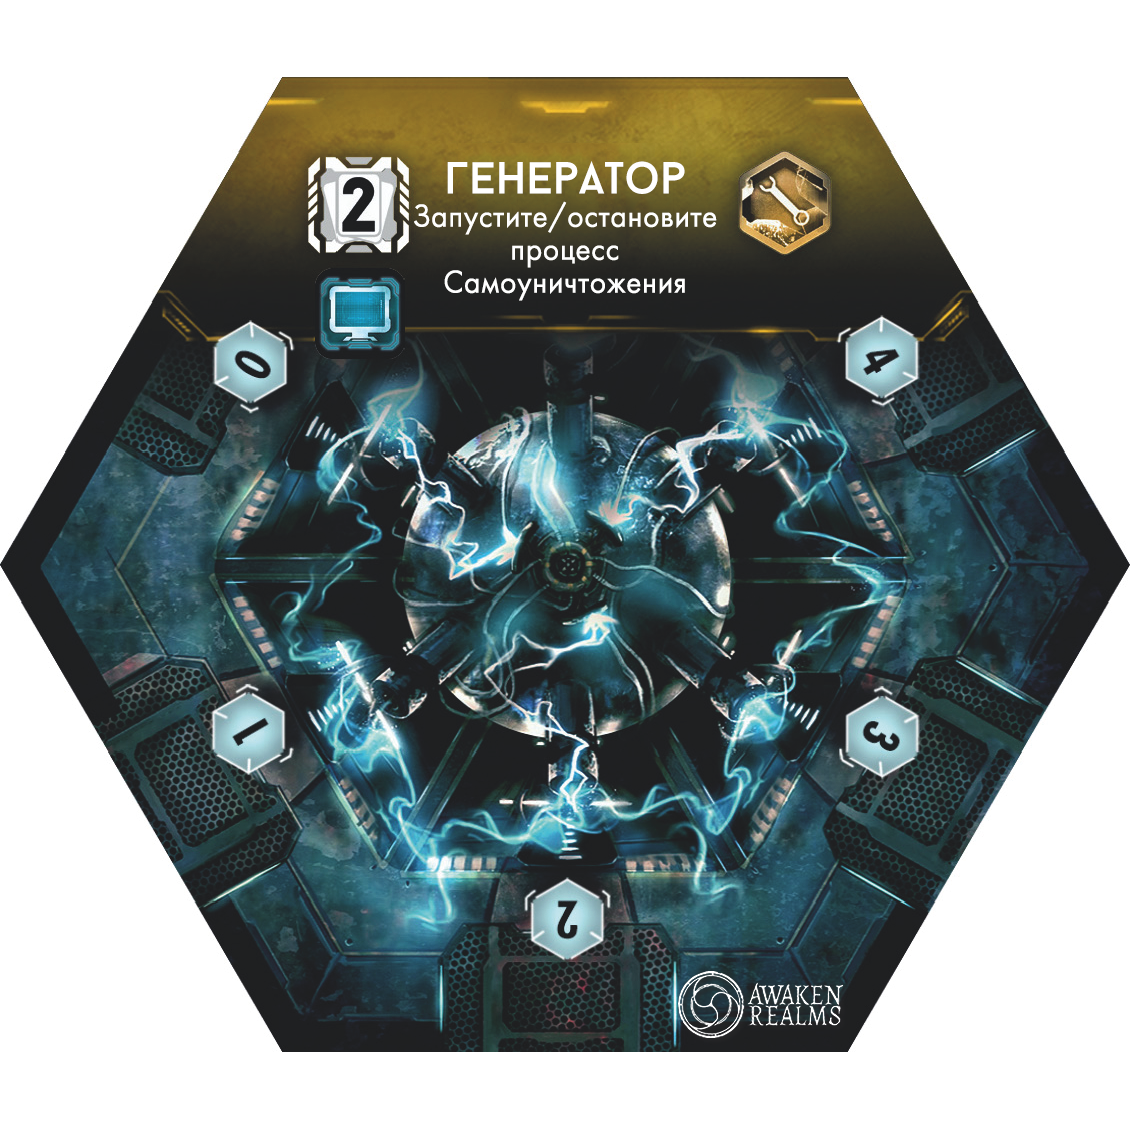 2
ГЕНЕРАТОР
Запустите/остановите
процесс
Самоуничтожения
0
4
1
3
2
AWAKEN
REALMS